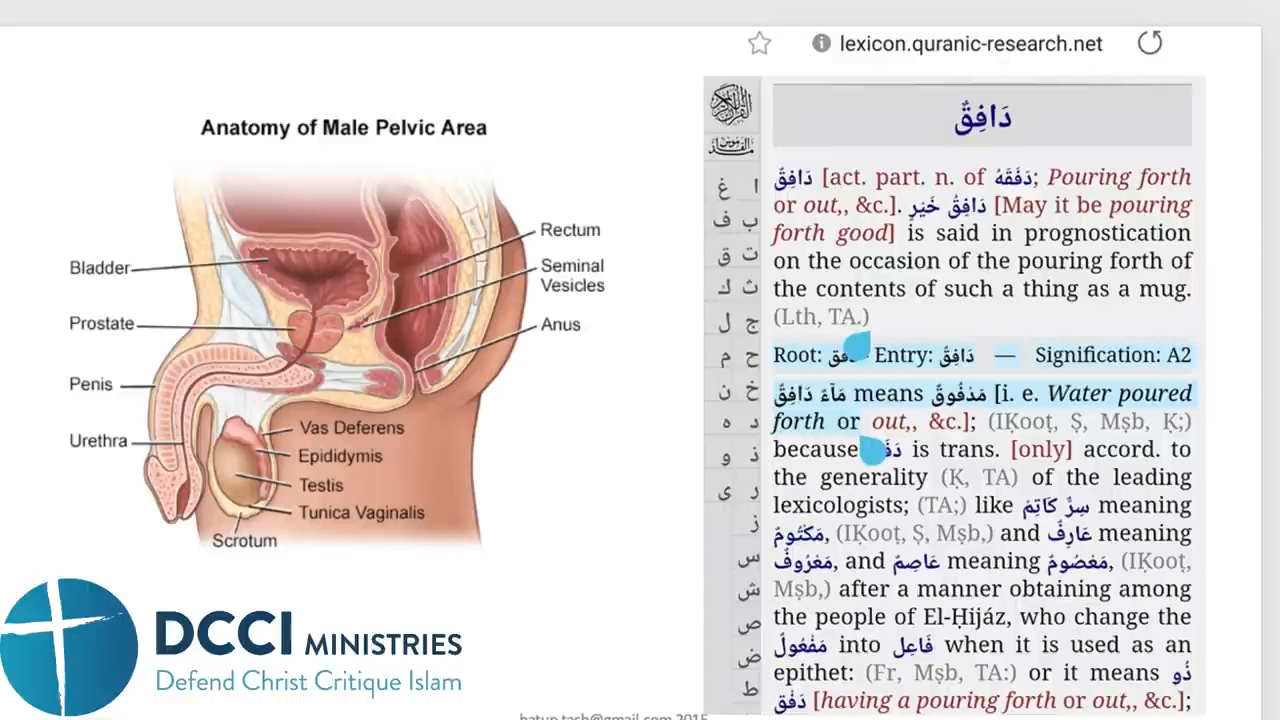 Anatomy of Male Pelvic Area
Bladder
Prostate
Penis
Urethra
Rectum
Seminal
Vesicles
Anus
Vas Deferens
Epididymis
Testis
Tunica Vaginalis
Scrotum
DCCI MINISTRIES
Defend Christ Critique Islam
lexicon.quranic-research.net
ا غ
ب ف
ت ق
ث ك
ج ل
ح م
خ ن
د ه
ذ و
ر ى
ز
س
ش
ص
ض
ط
دَافِقٌ
دَافِقٌ [act. part. n. of دَفَقَهُ; Pouring forth
or out,, &c.]. دَافِقُ خَيْرٍ [May it be pouring
forth good] is said in prognostication
on the occasion of the pouring forth of
the contents of such a thing as a mug.
(Lth, TA.)
Root: دفق Entry: دَافِقٌ — Signification: A2
مَآءٌ دَافِقٌ means مَدْفُوقٌ [i. e. Water poured
forth or out,, &c.]; (IḲooṭ, Ṣ, Mṣb, Ḳ;)
because is trans. [only] accord. to
the generality (Ḳ, TA) of the leading
lexicologists; (TA;) like سِرٌّ كَاتِمٌ meaning
مَكْتُومٌ, (IḲooṭ, Ṣ, Mṣb,) and عَارِفٌ meaning
مَعْرُوفٌ, and عَاصِمٌ meaning مَعْصُومٌ, (IḲooṭ,
Mṣb,) after a manner obtaining among
the people of El-Ḥijáz, who change the
مَفْعُولٌ into فَاعِل when it is used as an
epithet: (Fr, Mṣb, TA:) or it means ذُو
دَفْقٍ [having a pouring forth or out,, &c.];